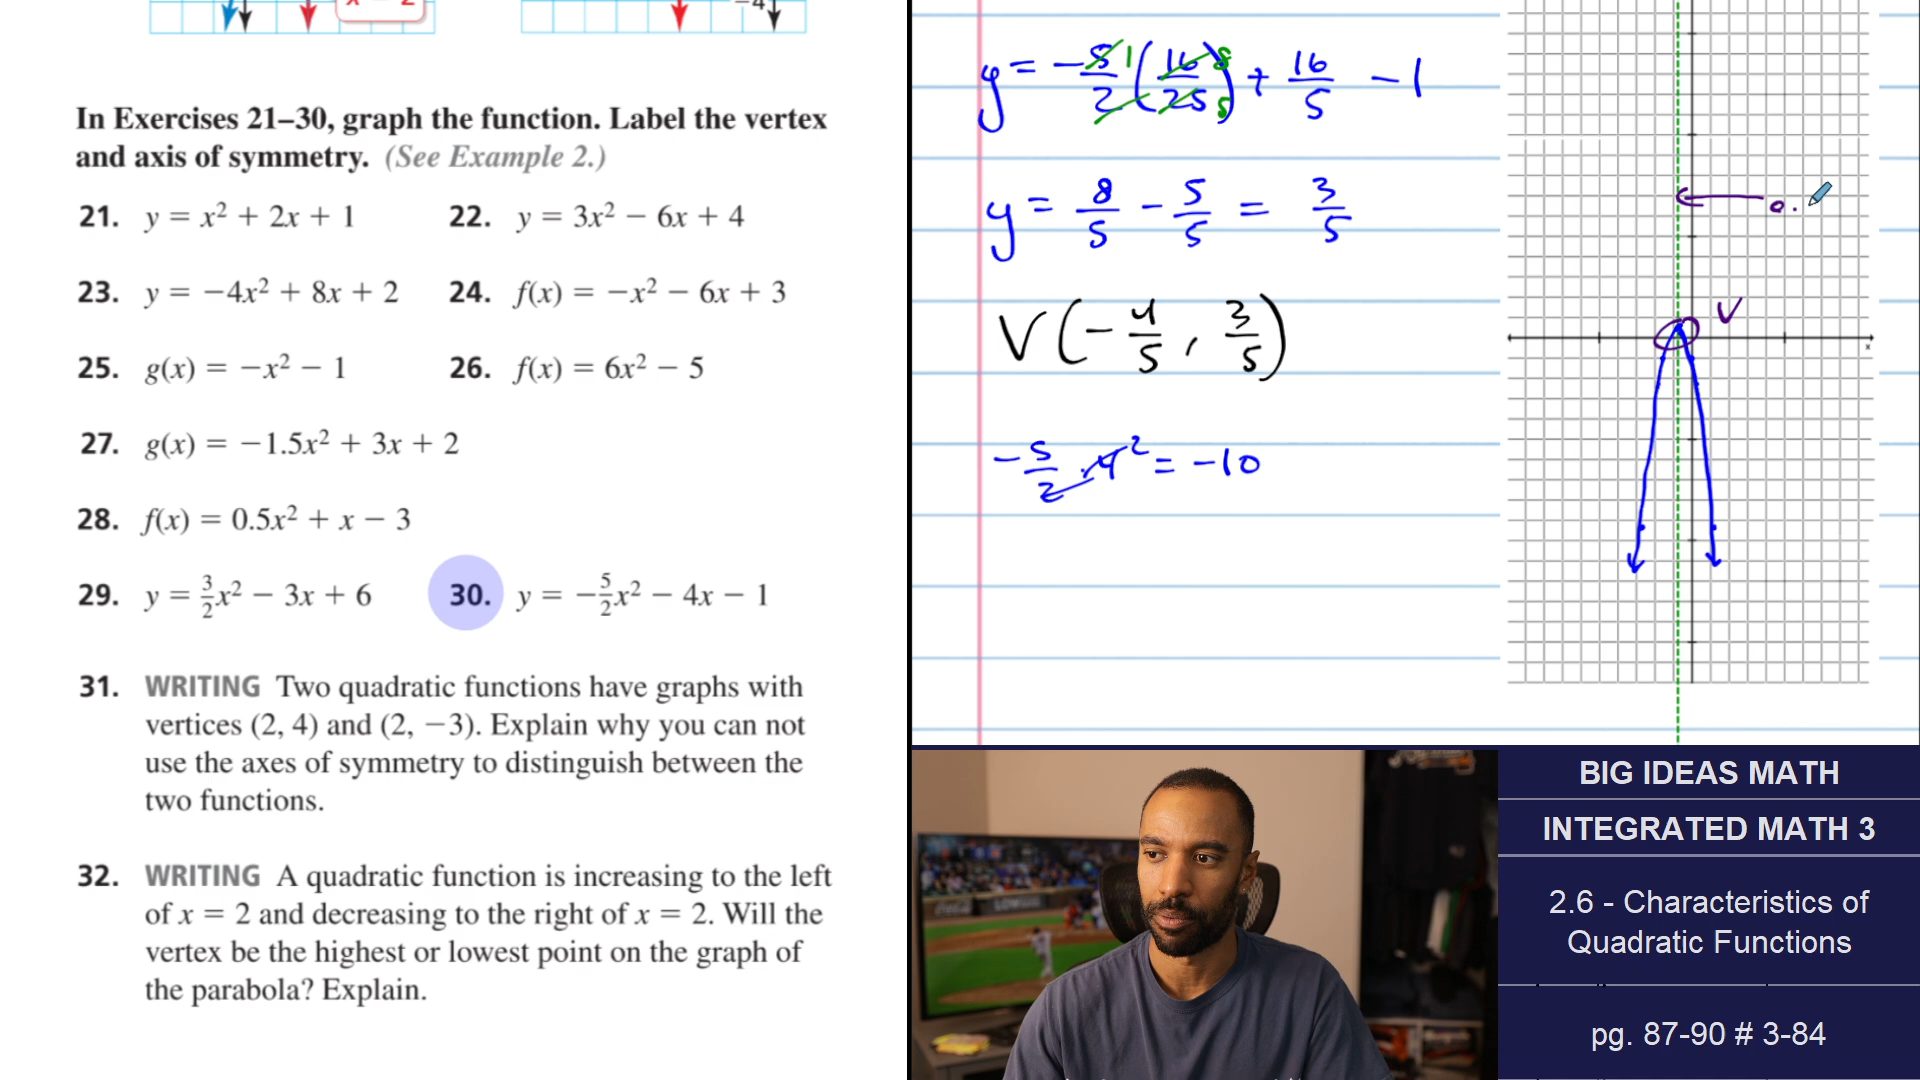 x = 2
-4
In Exercises 21–30, graph the function. Label the vertex
and axis of symmetry. (See Example 2.)
21. y = x² + 2x + 1
22. y = 3x² − 6x + 4
23. y = −4x² + 8x + 2
24. f(x) = −x² − 6x + 3
25. g(x) = −x² − 1
26. f(x) = 6x² − 5
27. g(x) = −1.5x² + 3x + 2
28. f(x) = 0.5x² + x − 3
29. y = 3/2x² − 3x + 6
30. y = −5/2x² − 4x − 1
31. WRITING Two quadratic functions have graphs with
vertices (2, 4) and (2, −3). Explain why you can not
use the axes of symmetry to distinguish between the
two functions.
32. WRITING A quadratic function is increasing to the left
of x = 2 and decreasing to the right of x = 2. Will the
vertex be the highest or lowest point on the graph of
the parabola? Explain.
y = −5/2 1 (16/25 8 5) + 16/5 − 1
y = 8/5 − 5/5 = 3/5
V(−4/5, 3/5)
−5/2 · 4² = −10
a.
V
x
BIG IDEAS MATH
INTEGRATED MATH 3
2.6 - Characteristics of
Quadratic Functions
pg. 87-90 # 3-84